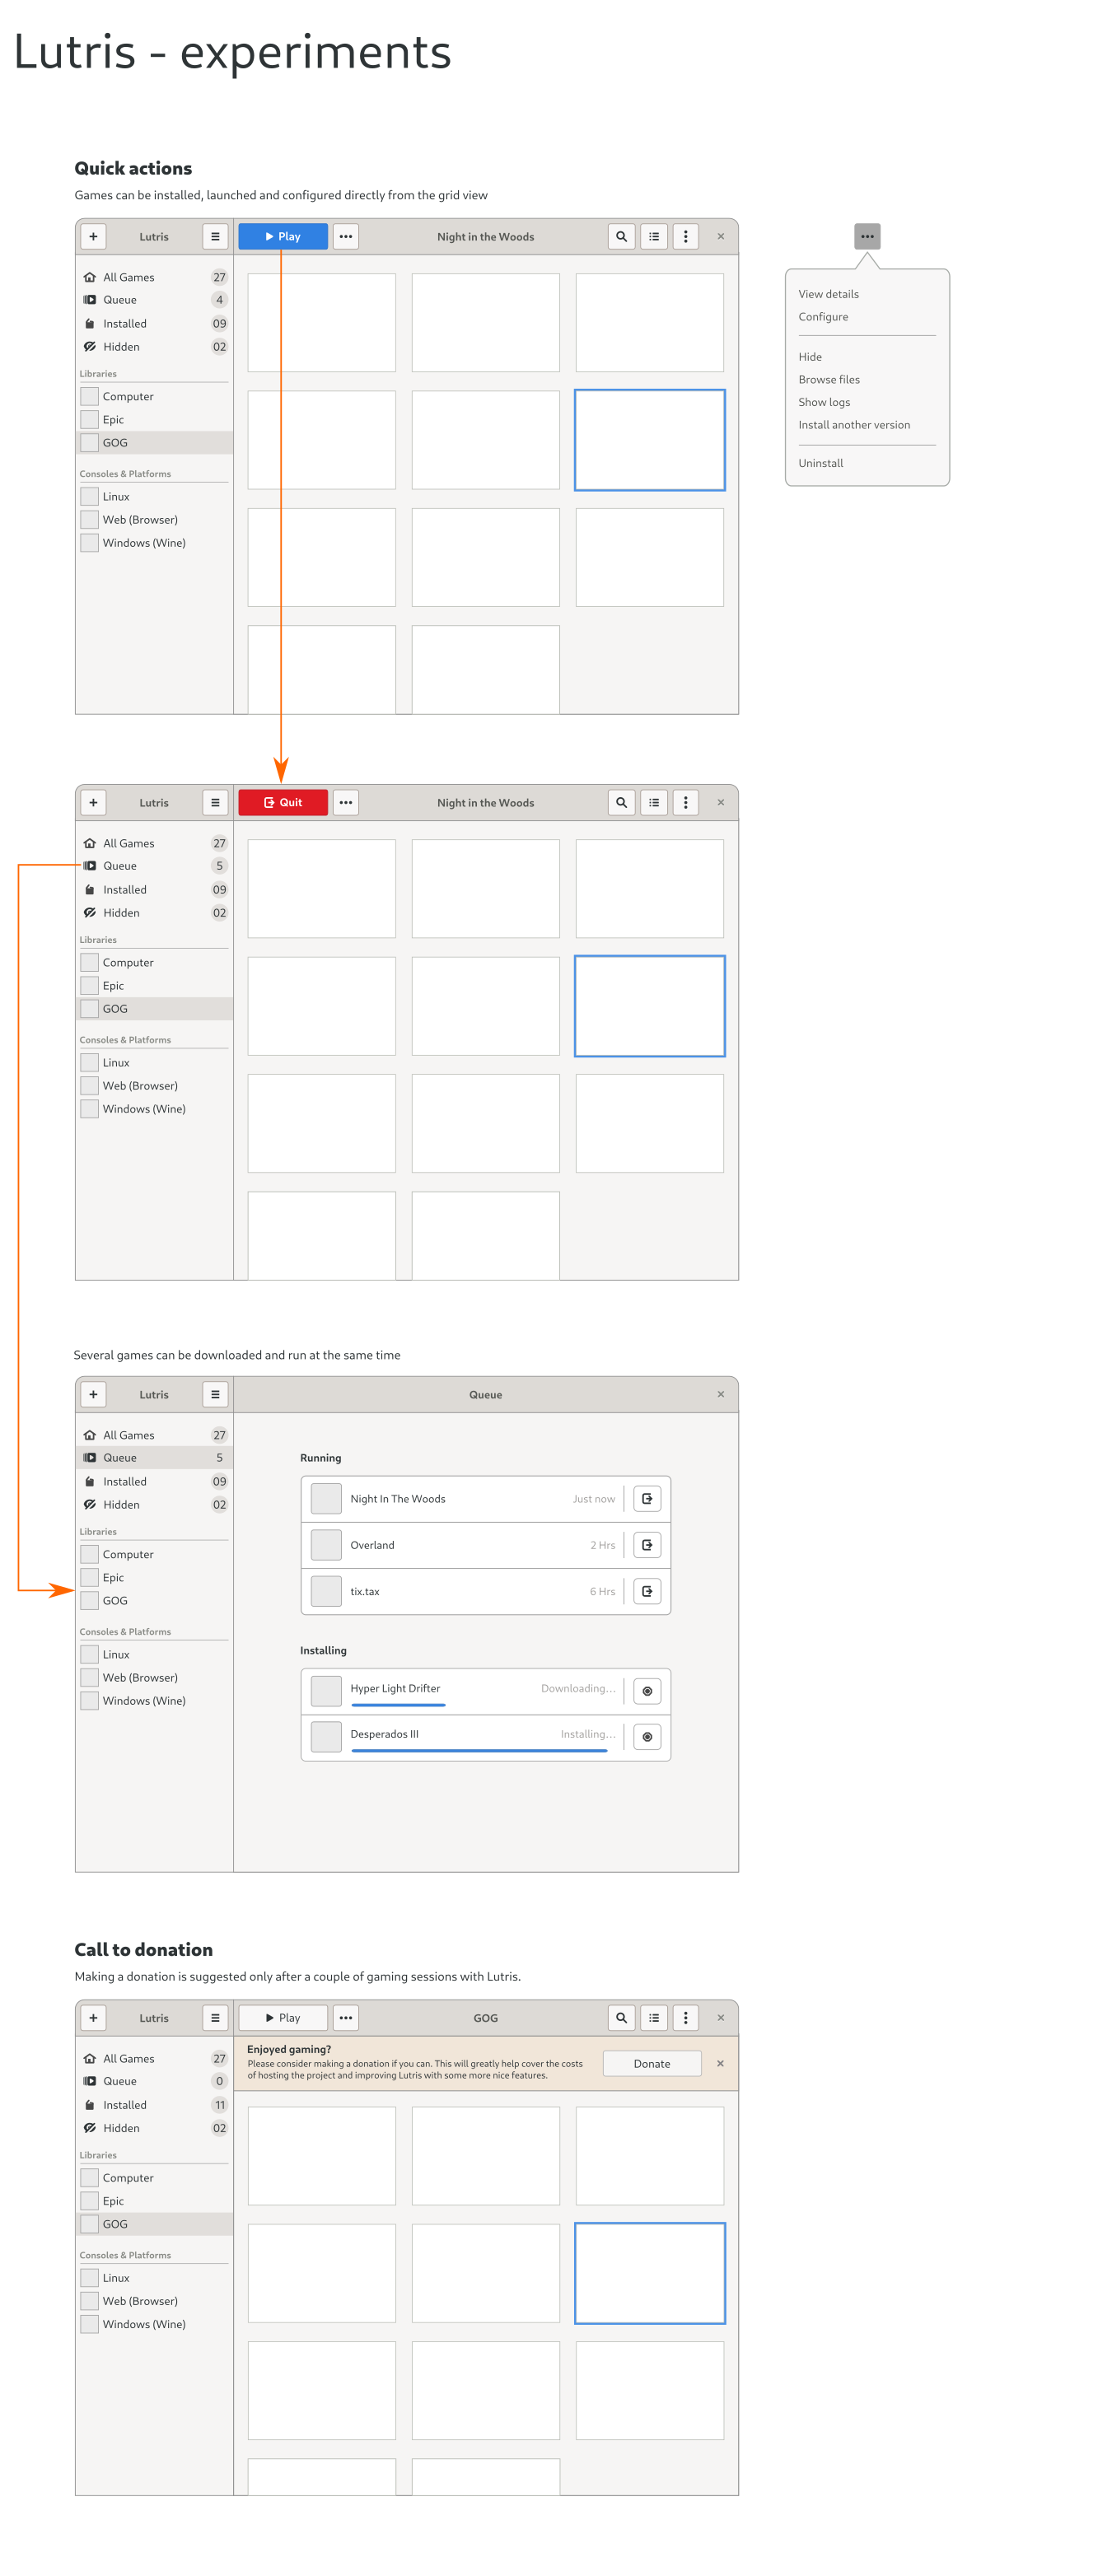 Lutris - experiments
Quick actions
Games can be installed, launched and configured directly from the grid view
Lutris
Play
Night in the Woods
All Games 27
Queue 4
Installed 09
Hidden 02
Libraries
Computer
Epic
GOG
Consoles & Platforms
Linux
Web (Browser)
Windows (Wine)
View details
Configure
Hide
Browse files
Show logs
Install another version
Uninstall
Lutris
Quit
Night in the Woods
All Games 27
Queue 5
Installed 09
Hidden 02
Libraries
Computer
Epic
GOG
Consoles & Platforms
Linux
Web (Browser)
Windows (Wine)
Several games can be downloaded and run at the same time
Lutris
Queue
All Games 27
Queue 5
Installed 09
Hidden 02
Libraries
Computer
Epic
GOG
Consoles & Platforms
Linux
Web (Browser)
Windows (Wine)
Running
Night In The Woods Just now
Overland 2 Hrs
tix.tax 6 Hrs
Installing
Hyper Light Drifter Downloading...
Desperados III Installing...
Call to donation
Making a donation is suggested only after a couple of gaming sessions with Lutris.
Lutris
Play
GOG
All Games 27
Queue 0
Installed 11
Hidden 02
Libraries
Computer
Epic
GOG
Consoles & Platforms
Linux
Web (Browser)
Windows (Wine)
Enjoyed gaming?
Please consider making a donation if you can. This will greatly help cover the costs
of hosting the project and improving Lutris with some more nice features.
Donate